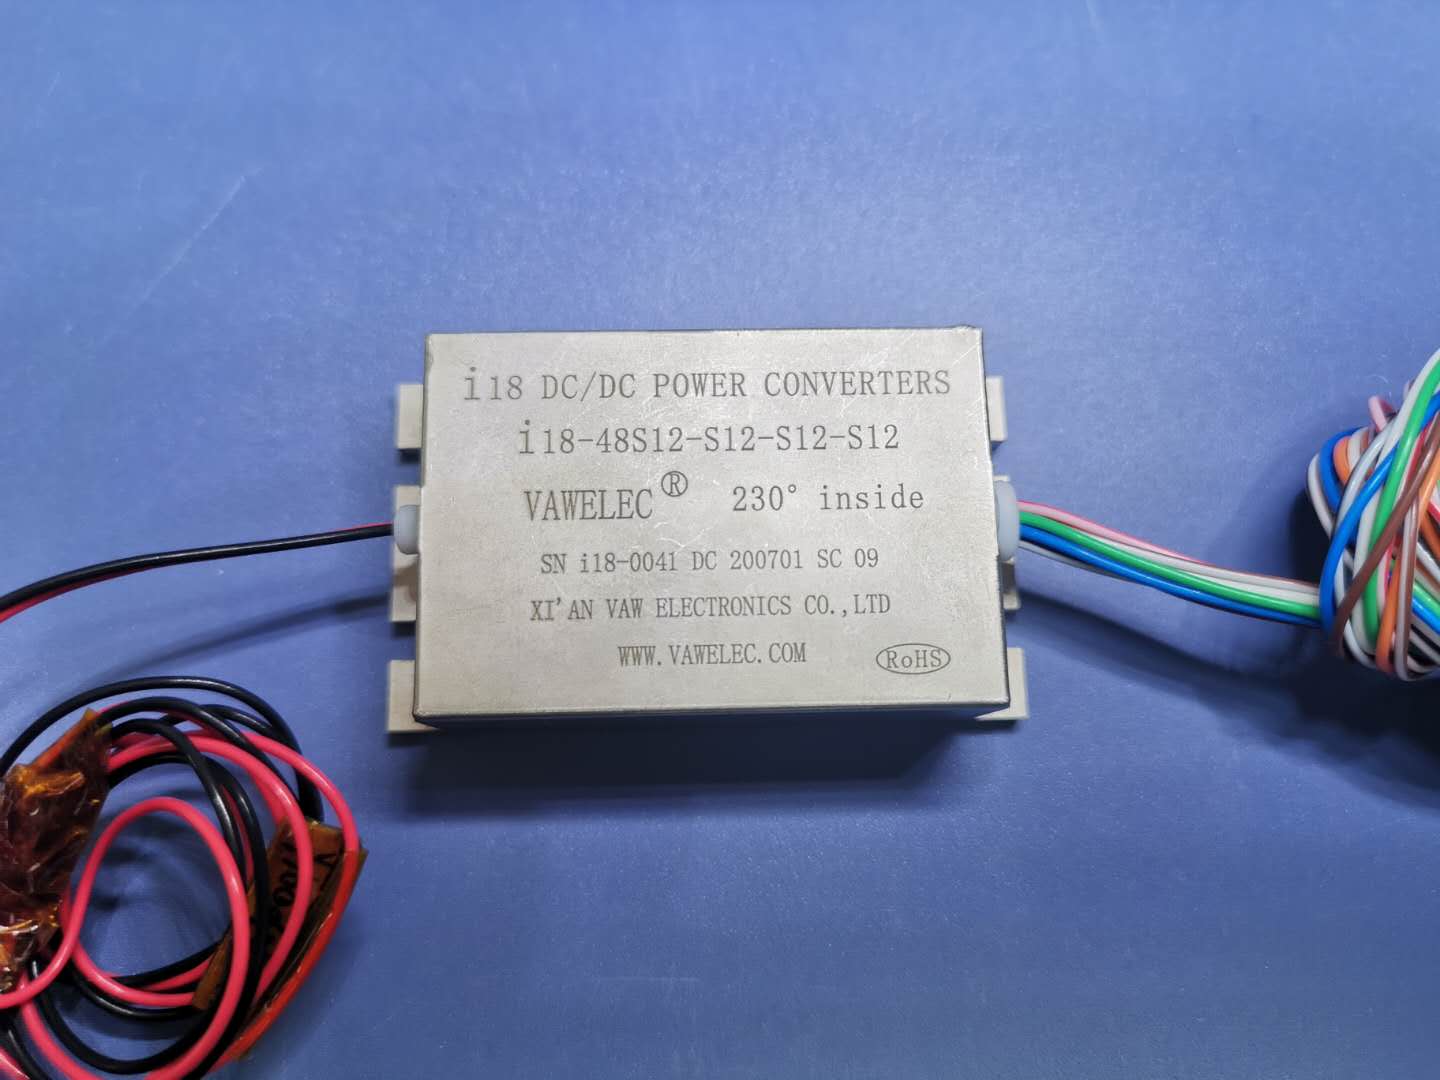 i18 DC/DC POWER CONVERTERS
i18-48S12-S12-S12-S12
VAWELEC® 230° inside
SN i18-0041 DC 200701 SC 09
XI'AN VAW ELECTRONICS CO.,LTD
WWW.VAWELEC.COM
RoHS